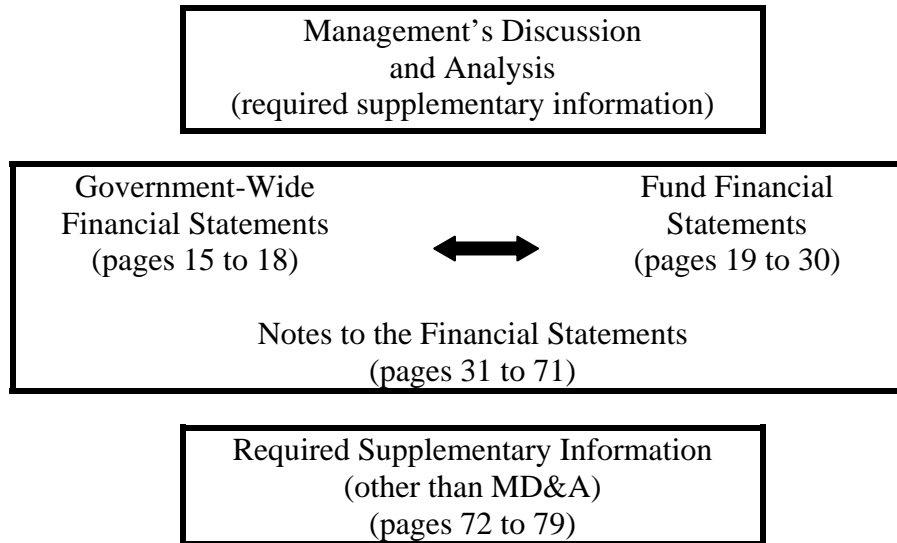 Management’s Discussion
and Analysis
(required supplementary information)
Government-Wide
Financial Statements
(pages 15 to 18)
Fund Financial
Statements
(pages 19 to 30)
Notes to the Financial Statements
(pages 31 to 71)
Required Supplementary Information
(other than MD&A)
(pages 72 to 79)